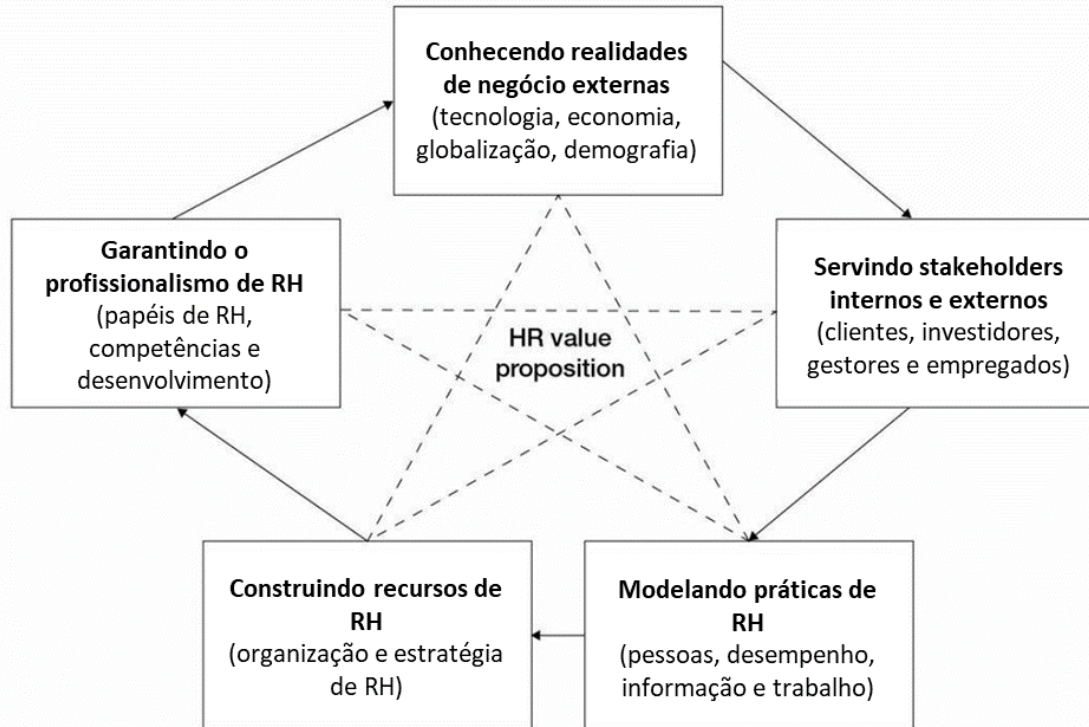 Conhecendo realidades
de negócio externas
(tecnologia, economia,
globalização, demografia)
Garantindo o
profissionalismo de RH
(papéis de RH,
competências e
desenvolvimento)
HR value
proposition
Servindo stakeholders
internos e externos
(clientes, investidores,
gestores e empregados)
Construindo recursos de
RH
(organização e estratégia
de RH)
Modelando práticas de
RH
(pessoas, desempenho,
informação e trabalho)